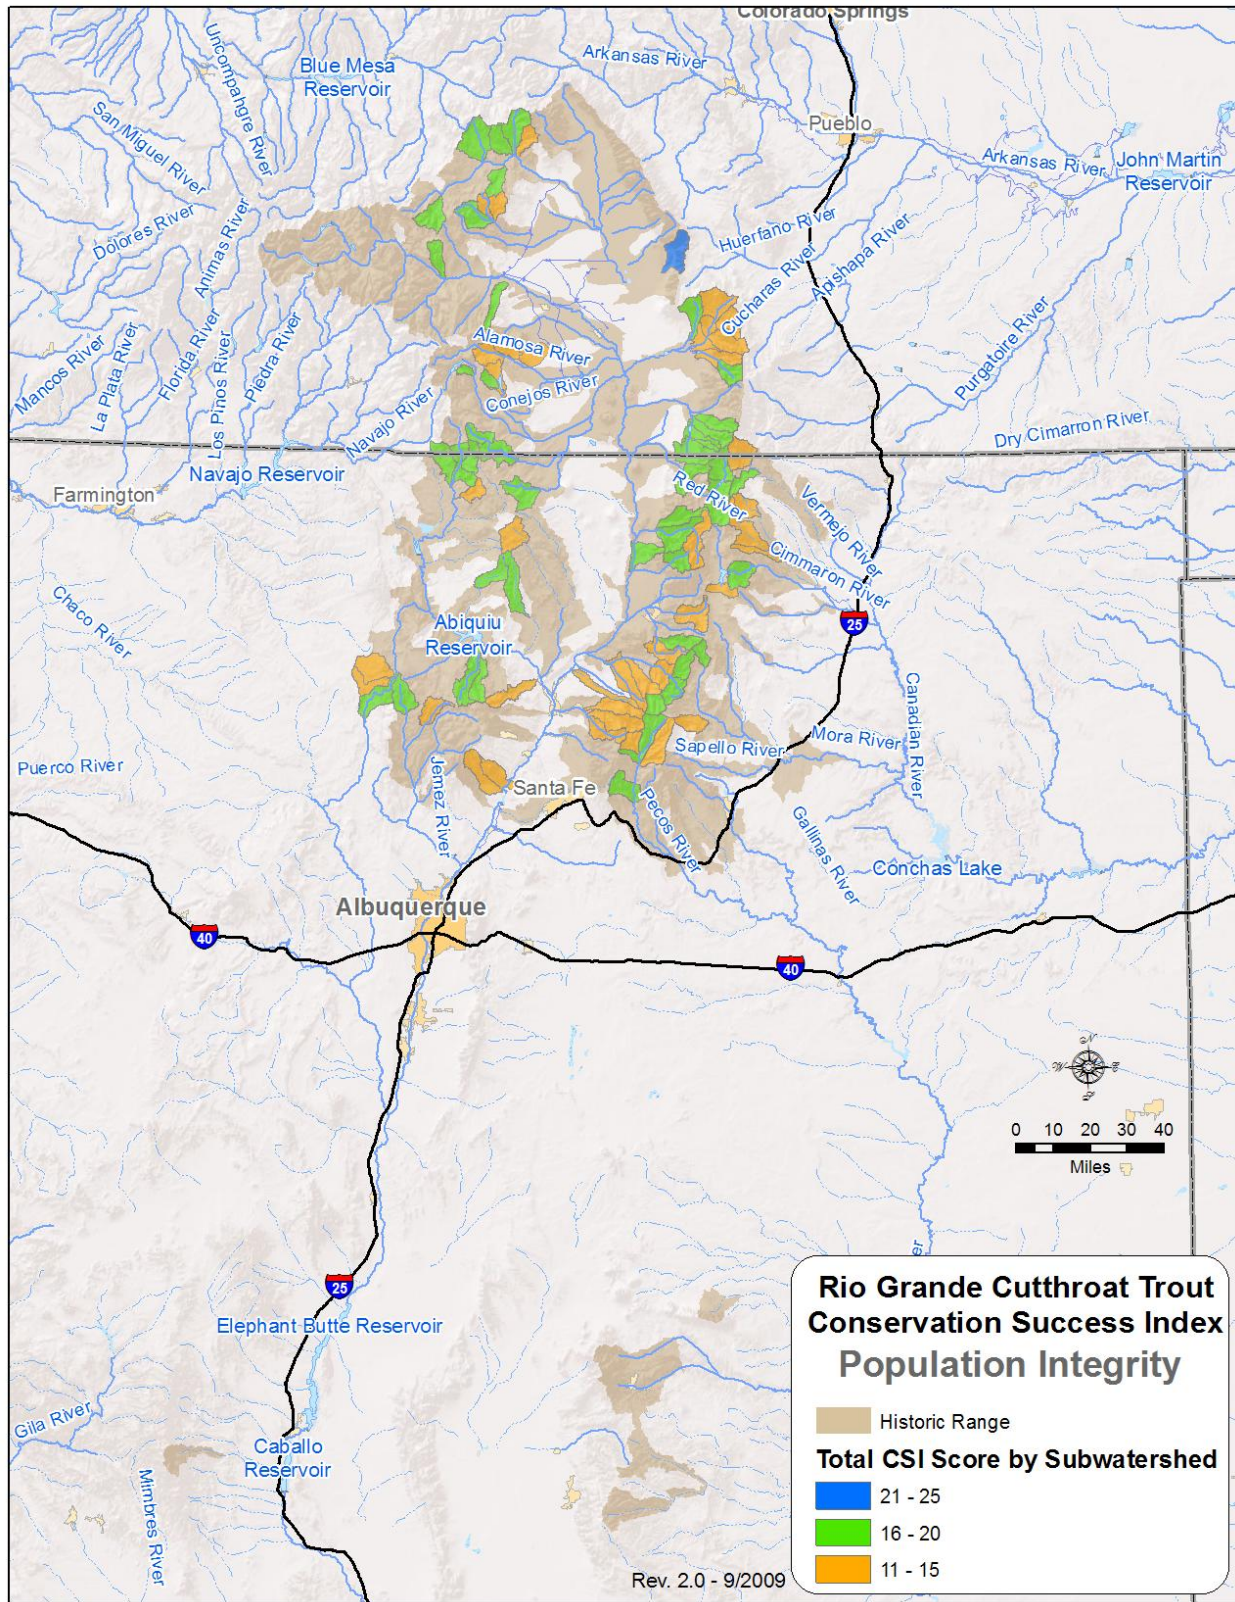 Colorado Springs
Arkansas River
Uncompahgre River
Blue Mesa
Reservoir
San Miguel River
Pueblo
Arkansas River
John Martin
Reservoir
Dolores River
Animas River
Huerfano River
Apishapa River
Cucharas River
Mancos River
La Plata River
Florida River
Los Pinos River
Piedra River
Alamosa River
Conejos River
Purgatoire River
Navajo River
Dry Cimarron River
Navajo Reservoir
Farmington
Red River
Vermejo River
Cimmaron River
Chaco River
Abiquiu
Reservoir
25
Canadian River
Puerco River
Jemez River
Sapello River
Mora River
Santa Fe
Pecos River
Gallinas River
Conchas Lake
Albuquerque
40
40
N
W
E
S
0 10 20 30 40
Miles
25
Elephant Butte Reservoir
Gila River
Caballo
Reservoir
Mimbres River
Rio Grande Cutthroat Trout
Conservation Success Index
Population Integrity
Historic Range
Total CSI Score by Subwatershed
21 - 25
16 - 20
11 - 15
Rev. 2.0 - 9/2009